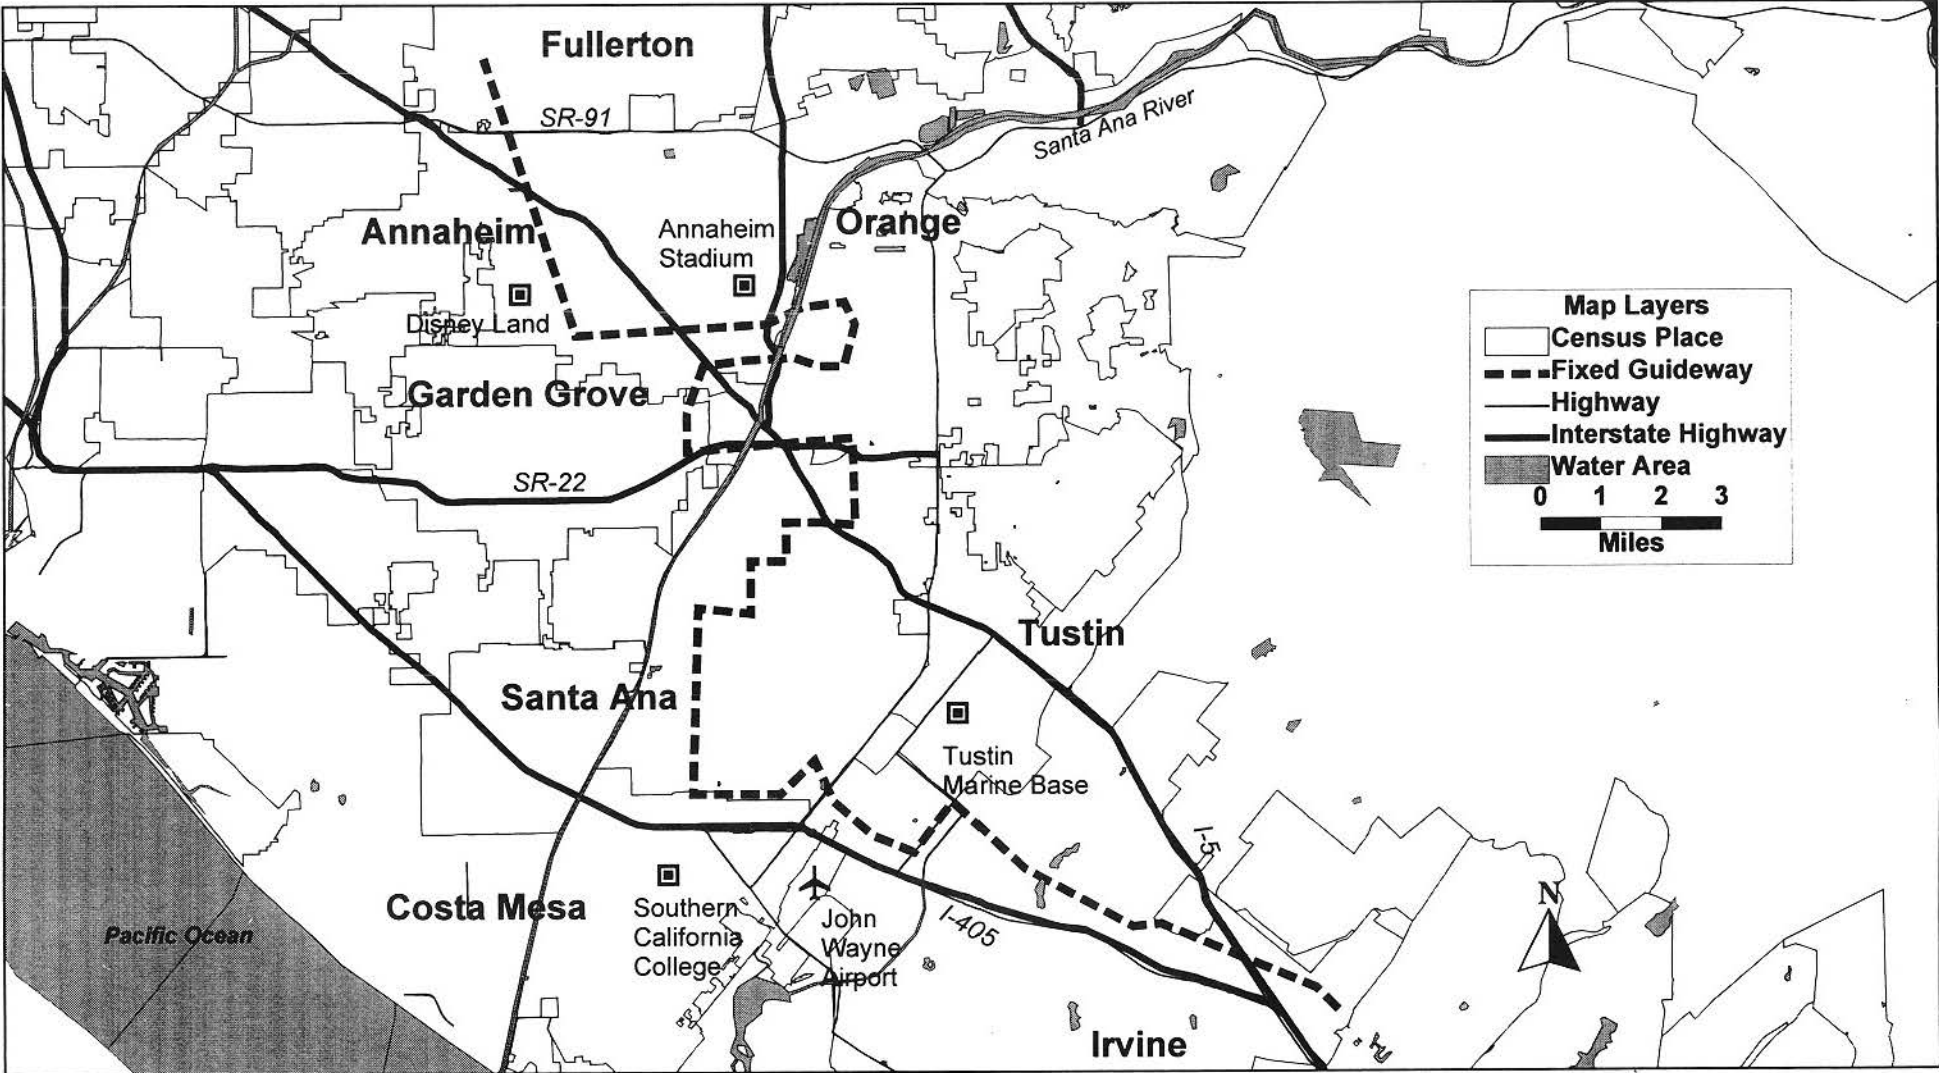 Fullerton
SR-91
Santa Ana River
Annaheim
Annaheim
Stadium
Orange
Disney Land
Garden Grove
SR-22
Map Layers
Census Place
Fixed Guideway
Highway
Interstate Highway
Water Area
0 1 2 3
Miles
Tustin
Santa Ana
Tustin
Marine Base
I-5
Costa Mesa
Southern
California
College
John
Wayne
Airport
I-405
N
Pacific Ocean
Irvine